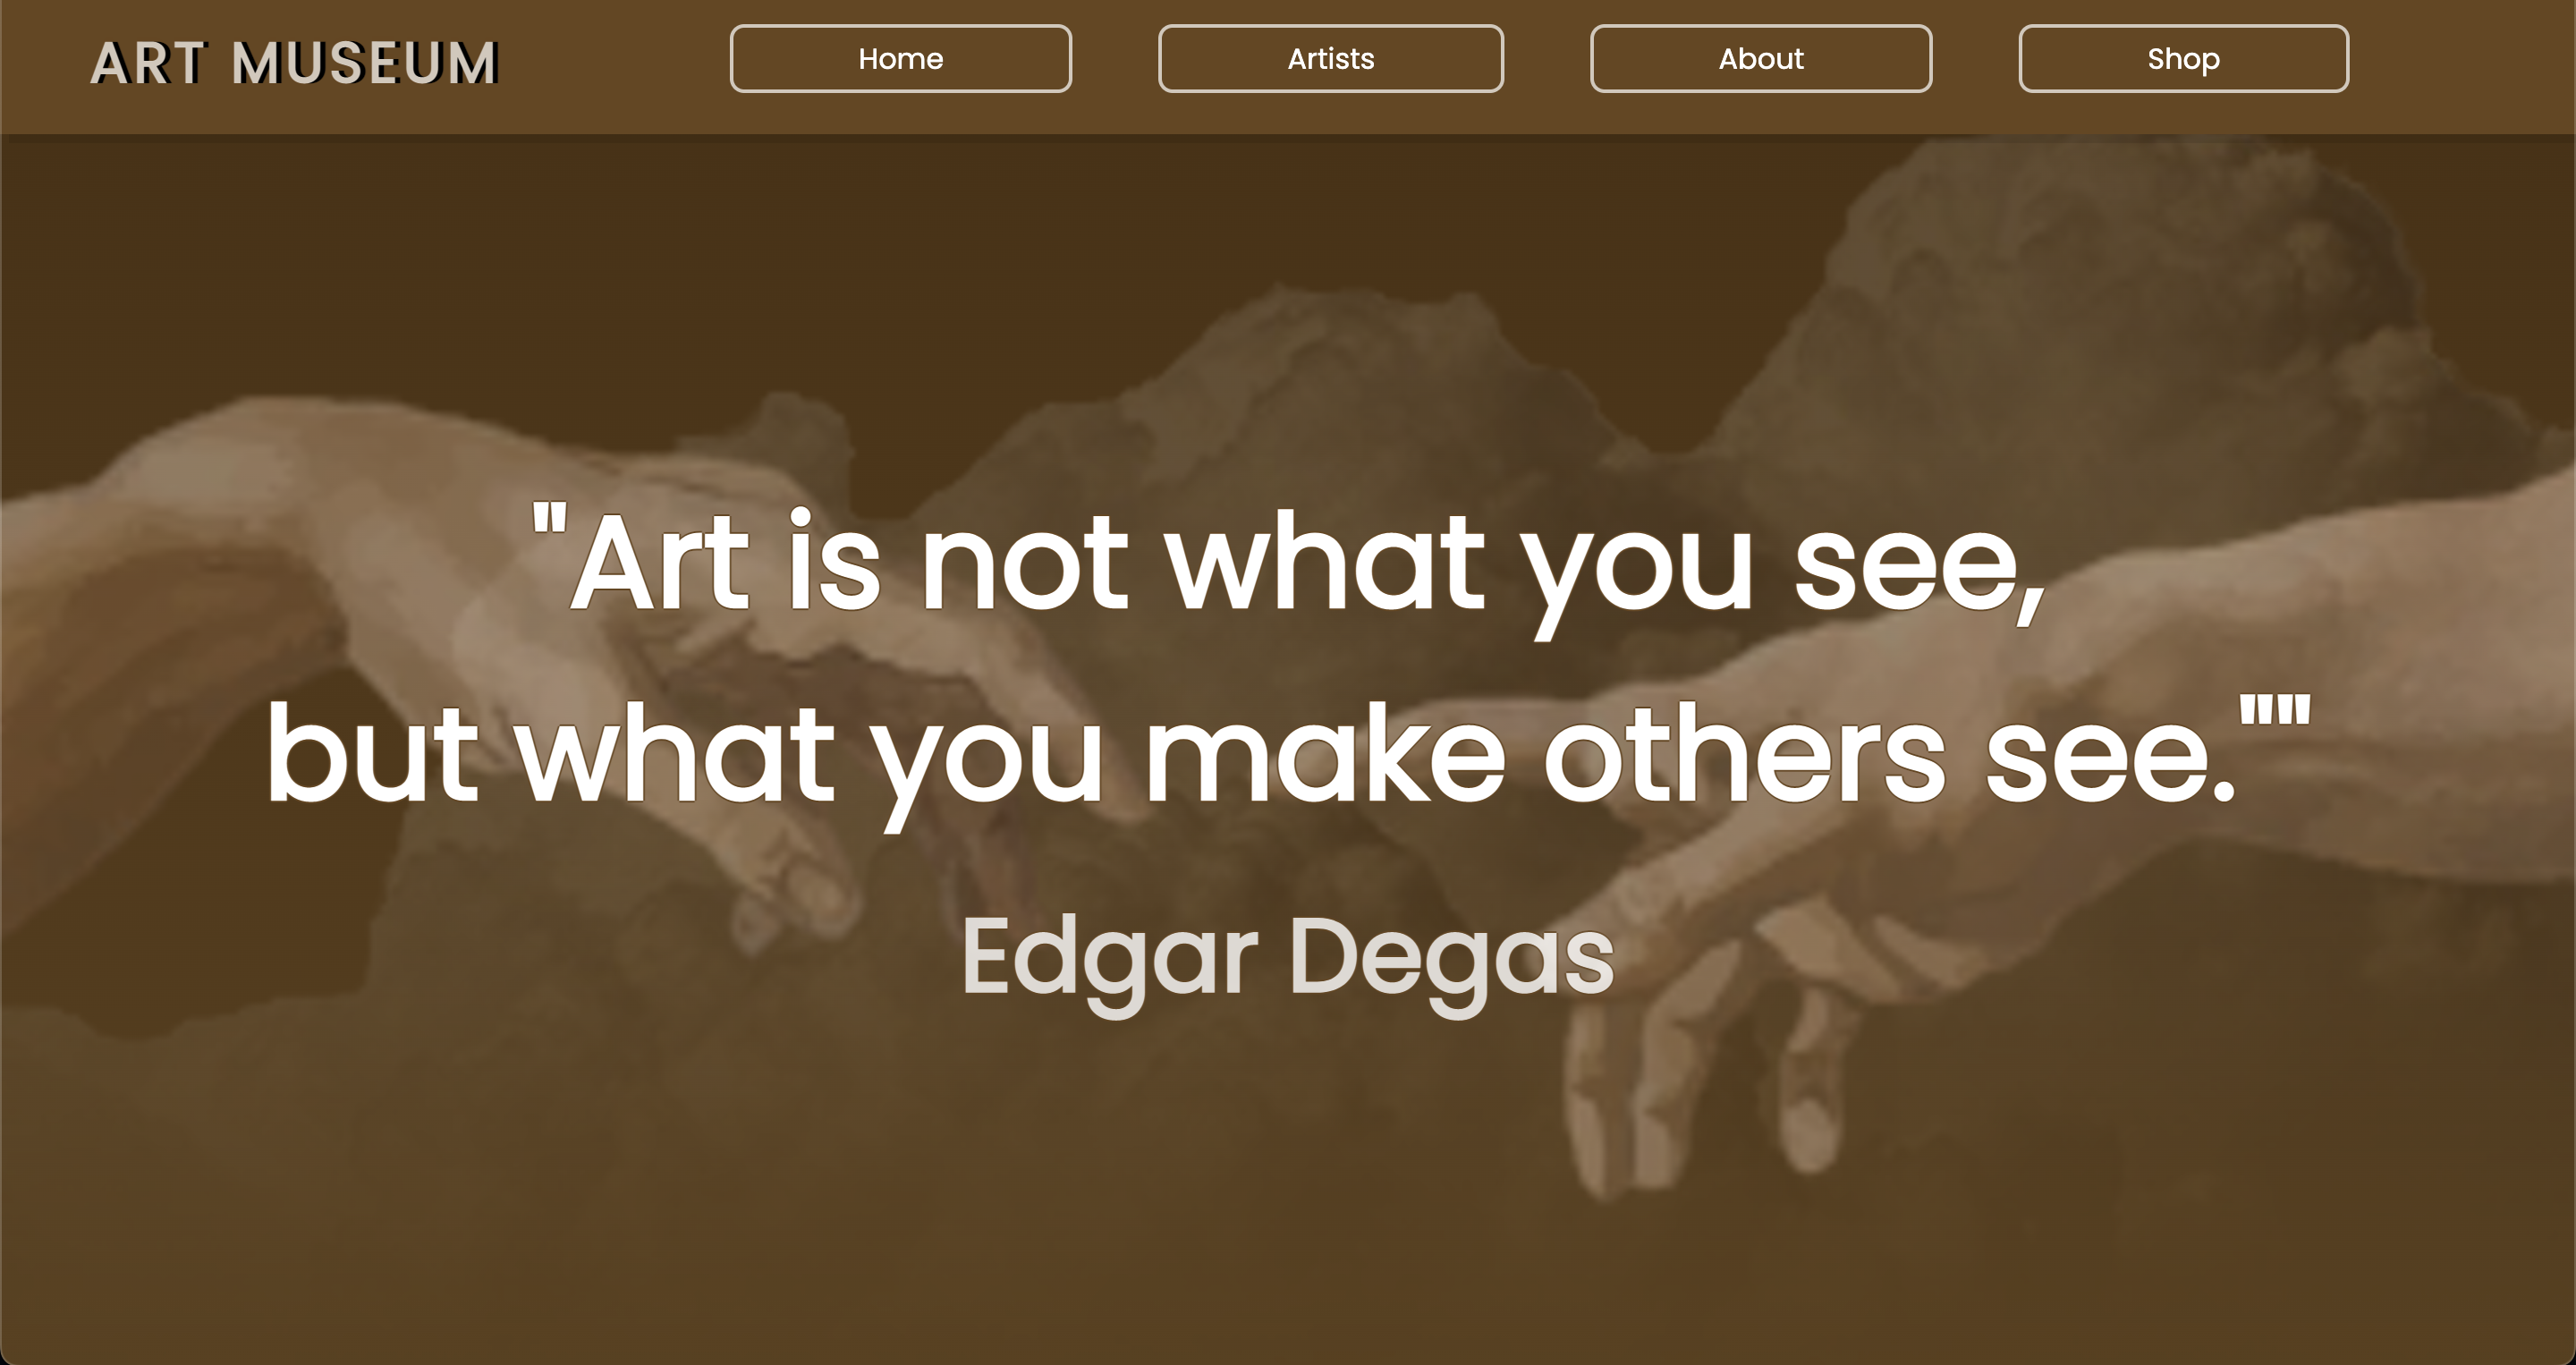 ART MUSEUM
Home
Artists
About
Shop
"Art is not what you see,
but what you make others see.""
Edgar Degas